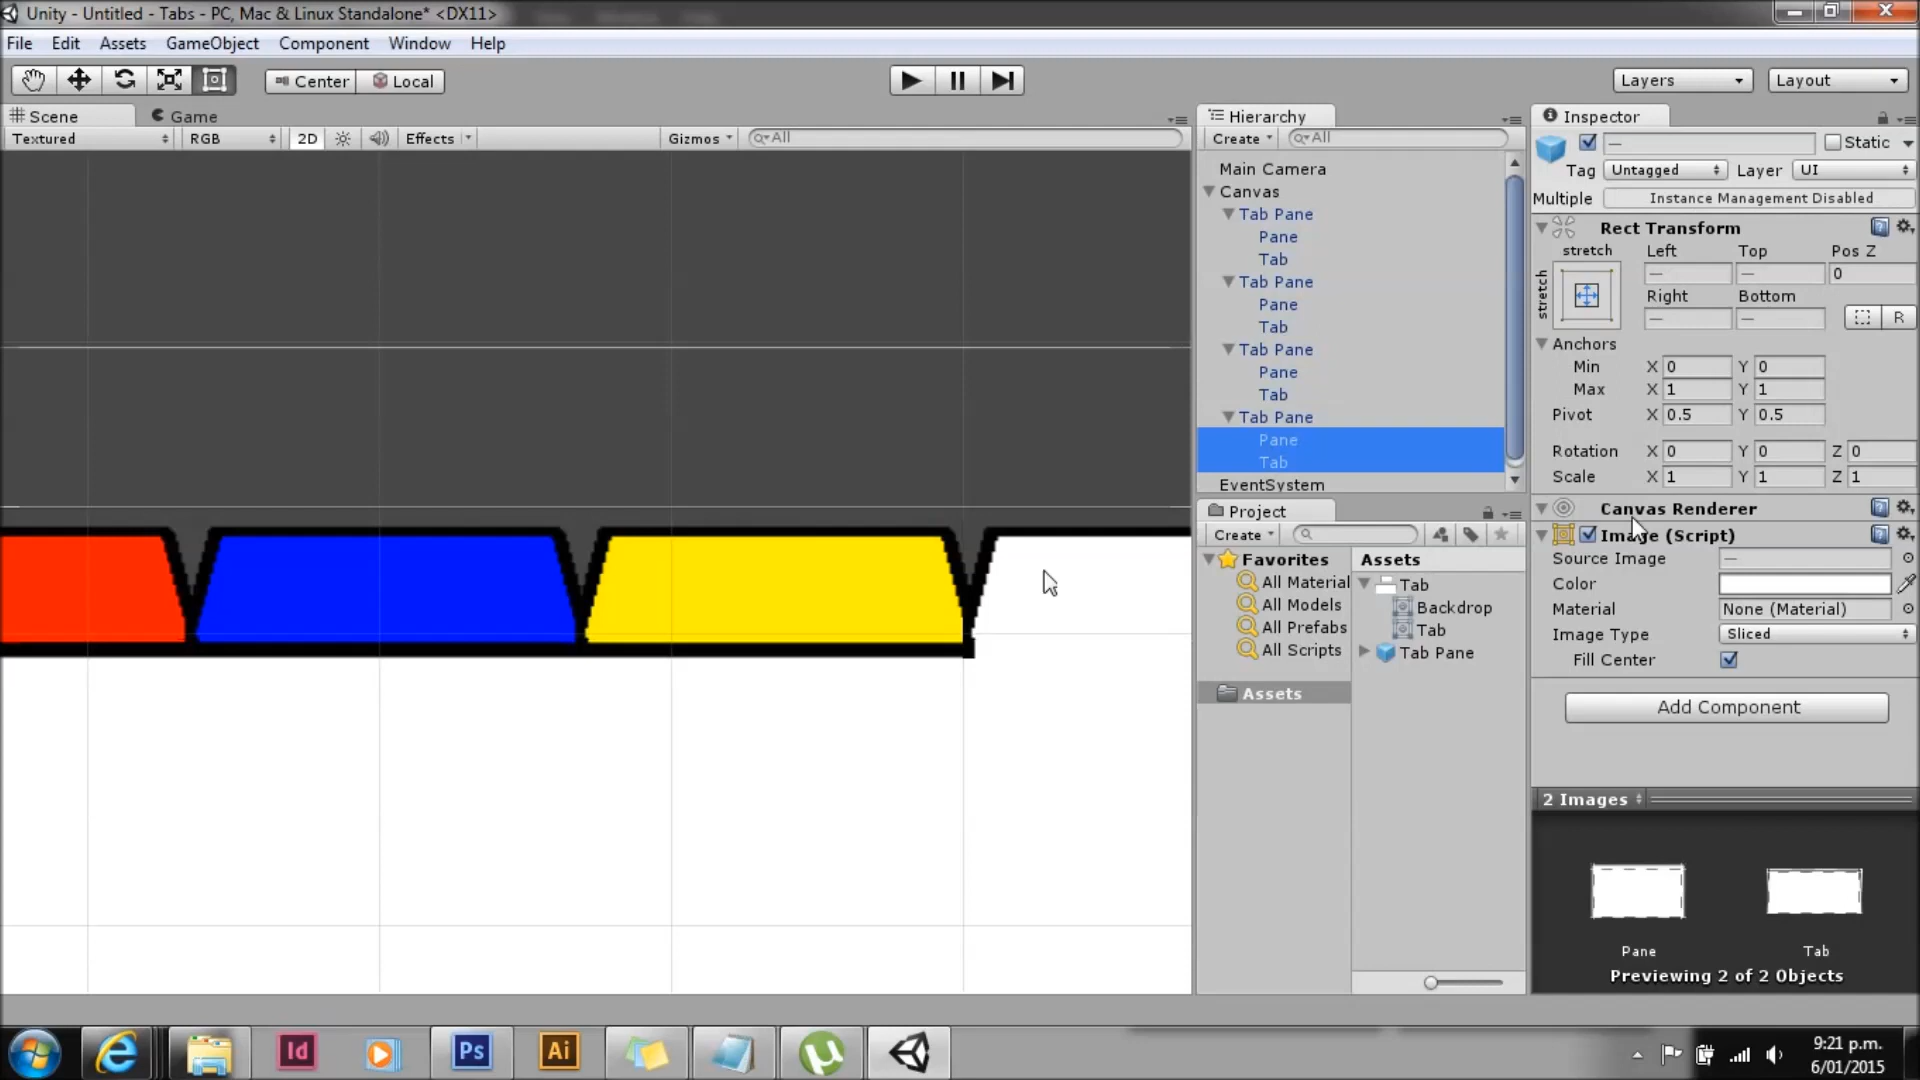 Unity - Untitled - Tabs - PC, Mac & Linux Standalone* <DX11>
File Edit Assets GameObject Component Window Help
Center Local Layers Layout
Scene Game
Textured RGB 2D Effects Gizmos All
Hierarchy
Create All
Main Camera
Canvas
Tab Pane
Pane
Tab
Tab Pane
Pane
Tab
Tab Pane
Pane
Tab
Tab Pane
Pane
Tab
EventSystem
Project
Create
Favorites
All Material
All Models
All Prefabs
All Scripts
Assets
Assets
Tab
Backdrop
Tab
Tab Pane
Inspector
— Static
Tag Untagged Layer UI
Multiple Instance Management Disabled
Rect Transform
stretch Left Top Pos Z
stretch — — 0
Right Bottom
— — R
Anchors
Min X 0 Y 0
Max X 1 Y 1
Pivot X 0.5 Y 0.5
Rotation X 0 Y 0 Z 0
Scale X 1 Y 1 Z 1
Canvas Renderer
Image (Script)
Source Image —
Color
Material None (Material)
Image Type Sliced
Fill Center
Add Component
2 Images
Pane Tab
Previewing 2 of 2 Objects
Id Ps Ai
9:21 p.m.
6/01/2015